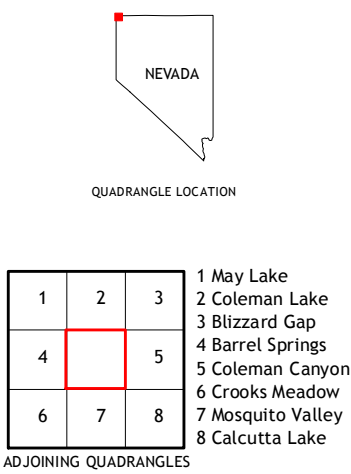 NEVADA
QUADRANGLE LOCATION
1 2 3
4 5
6 7 8
1 May Lake
2 Coleman Lake
3 Blizzard Gap
4 Barrel Springs
5 Coleman Canyon
6 Crooks Meadow
7 Mosquito Valley
8 Calcutta Lake
ADJOINING QUADRANGLES